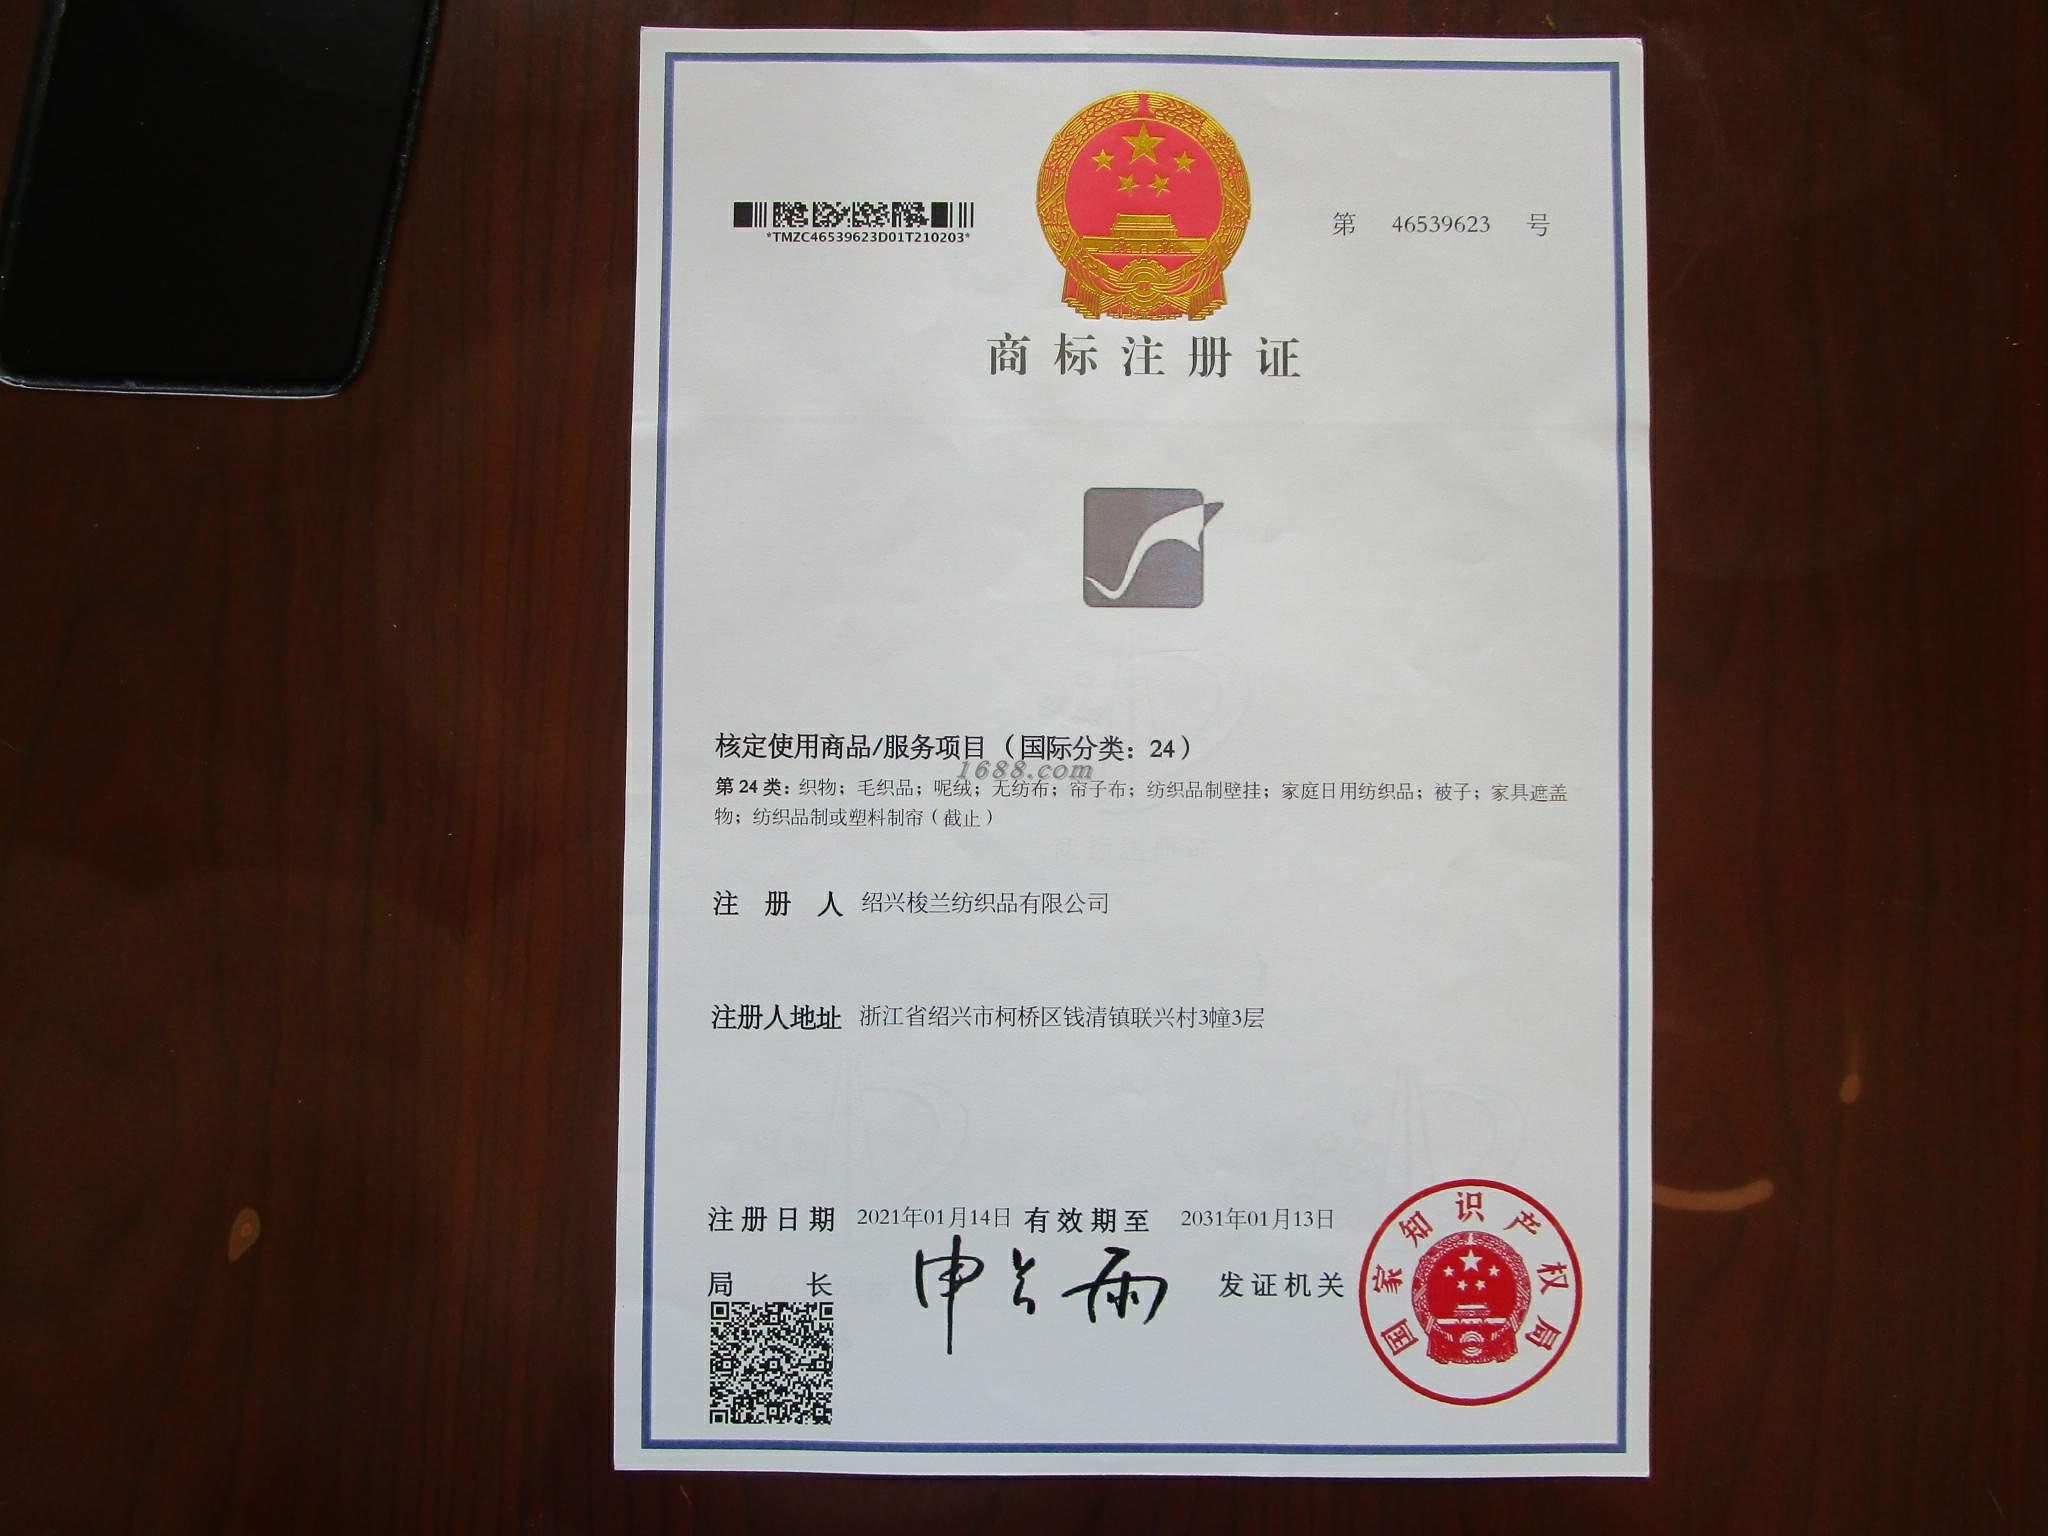 *TMZC46539623D01T210203*
第 46539623 号
商标注册证
核定使用商品/服务项目（国际分类：24）
1688.com
第24类：织物；毛织品；呢绒；无纺布；帘子布；纺织品制壁挂；家庭日用纺织品；被子；家具遮盖
物；纺织品制或塑料制帘（截止）
注册人 绍兴梭兰纺织品有限公司
注册人地址 浙江省绍兴市柯桥区钱清镇联兴村3幢3层
注册日期 2021年01月14日 有效期至 2031年01月13日
局长 申长雨 发证机关
国家知识产权局